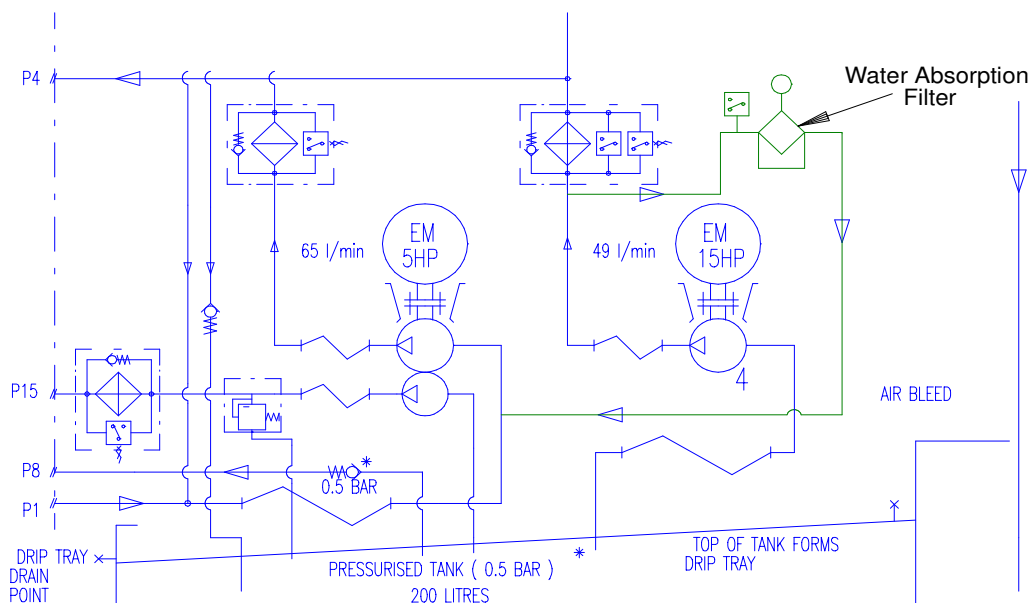 P4
Water Absorption
Filter
65 l/min
EM
5HP
49 l/min
EM
15HP
4
P15
AIR BLEED
P8
0.5 BAR
*
P1
DRIP TRAY
DRAIN
POINT
PRESSURISED TANK ( 0.5 BAR )
200 LITRES
*
TOP OF TANK FORMS
DRIP TRAY